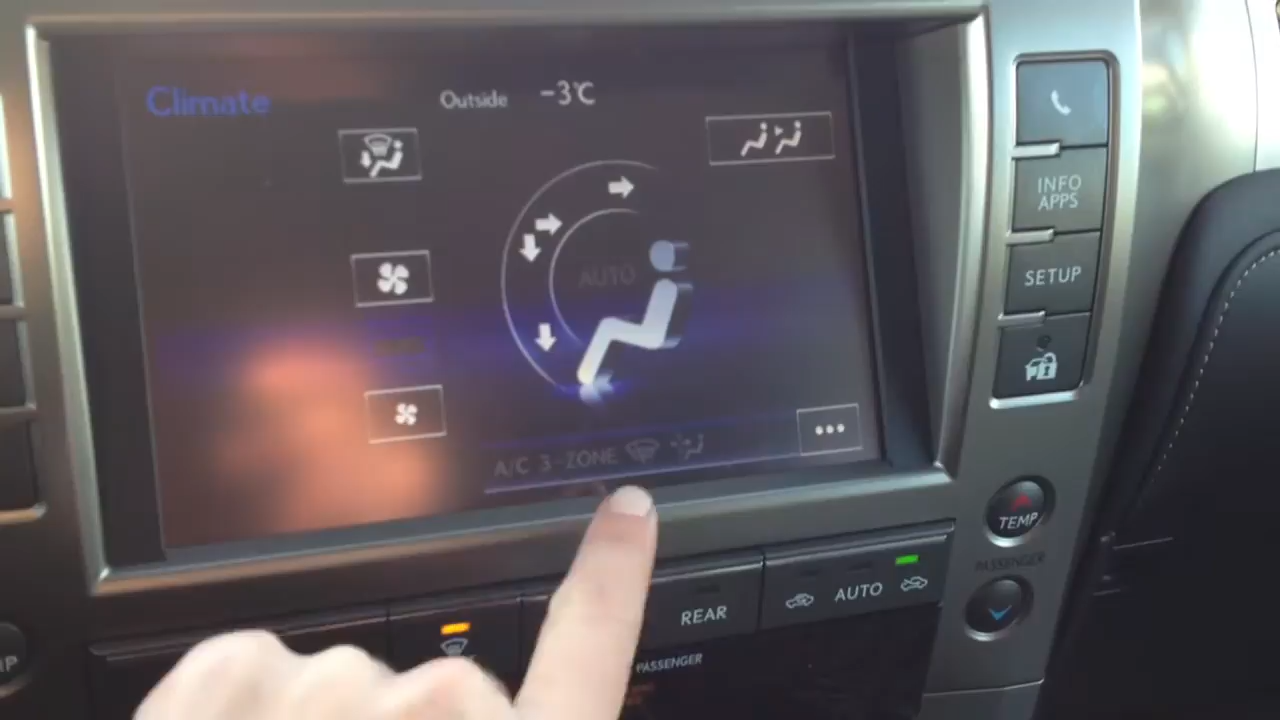 Climate
Outside -3°C
AUTO
A/C 3-ZONE
INFO
APPS
SETUP
TEMP
PASSENGER
REAR
AUTO
PASSENGER